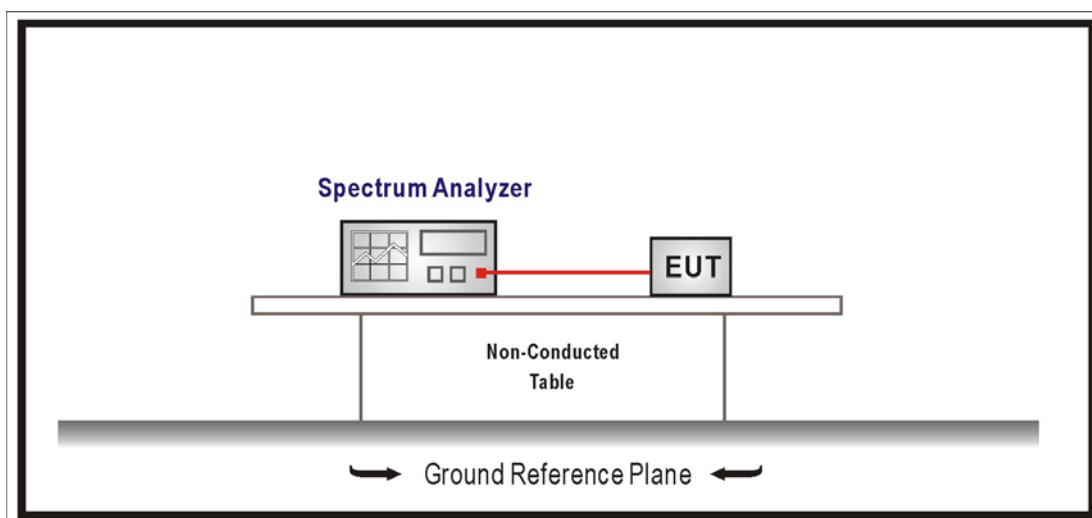 Spectrum Analyzer
EUT
Non-Conducted
Table
Ground Reference Plane